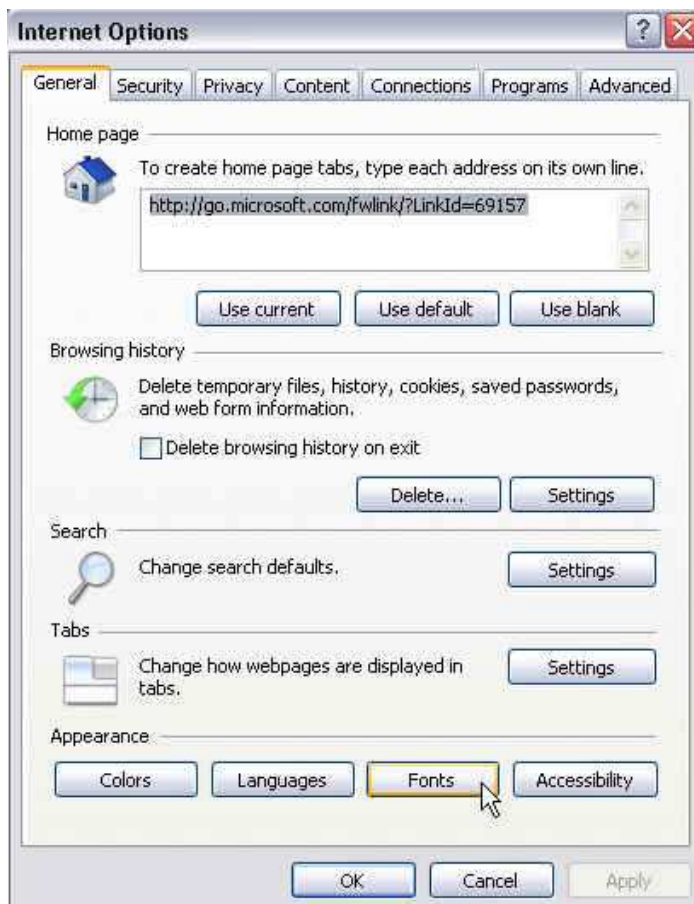 Internet Options
?
General Security Privacy Content Connections Programs Advanced
Home page
To create home page tabs, type each address on its own line.
http://go.microsoft.com/fwlink/?LinkId=69157
Use current Use default Use blank
Browsing history
Delete temporary files, history, cookies, saved passwords,
and web form information.
Delete browsing history on exit
Delete... Settings
Search
Change search defaults.
Settings
Tabs
Change how webpages are displayed in
tabs.
Settings
Appearance
Colors Languages Fonts Accessibility
OK Cancel Apply